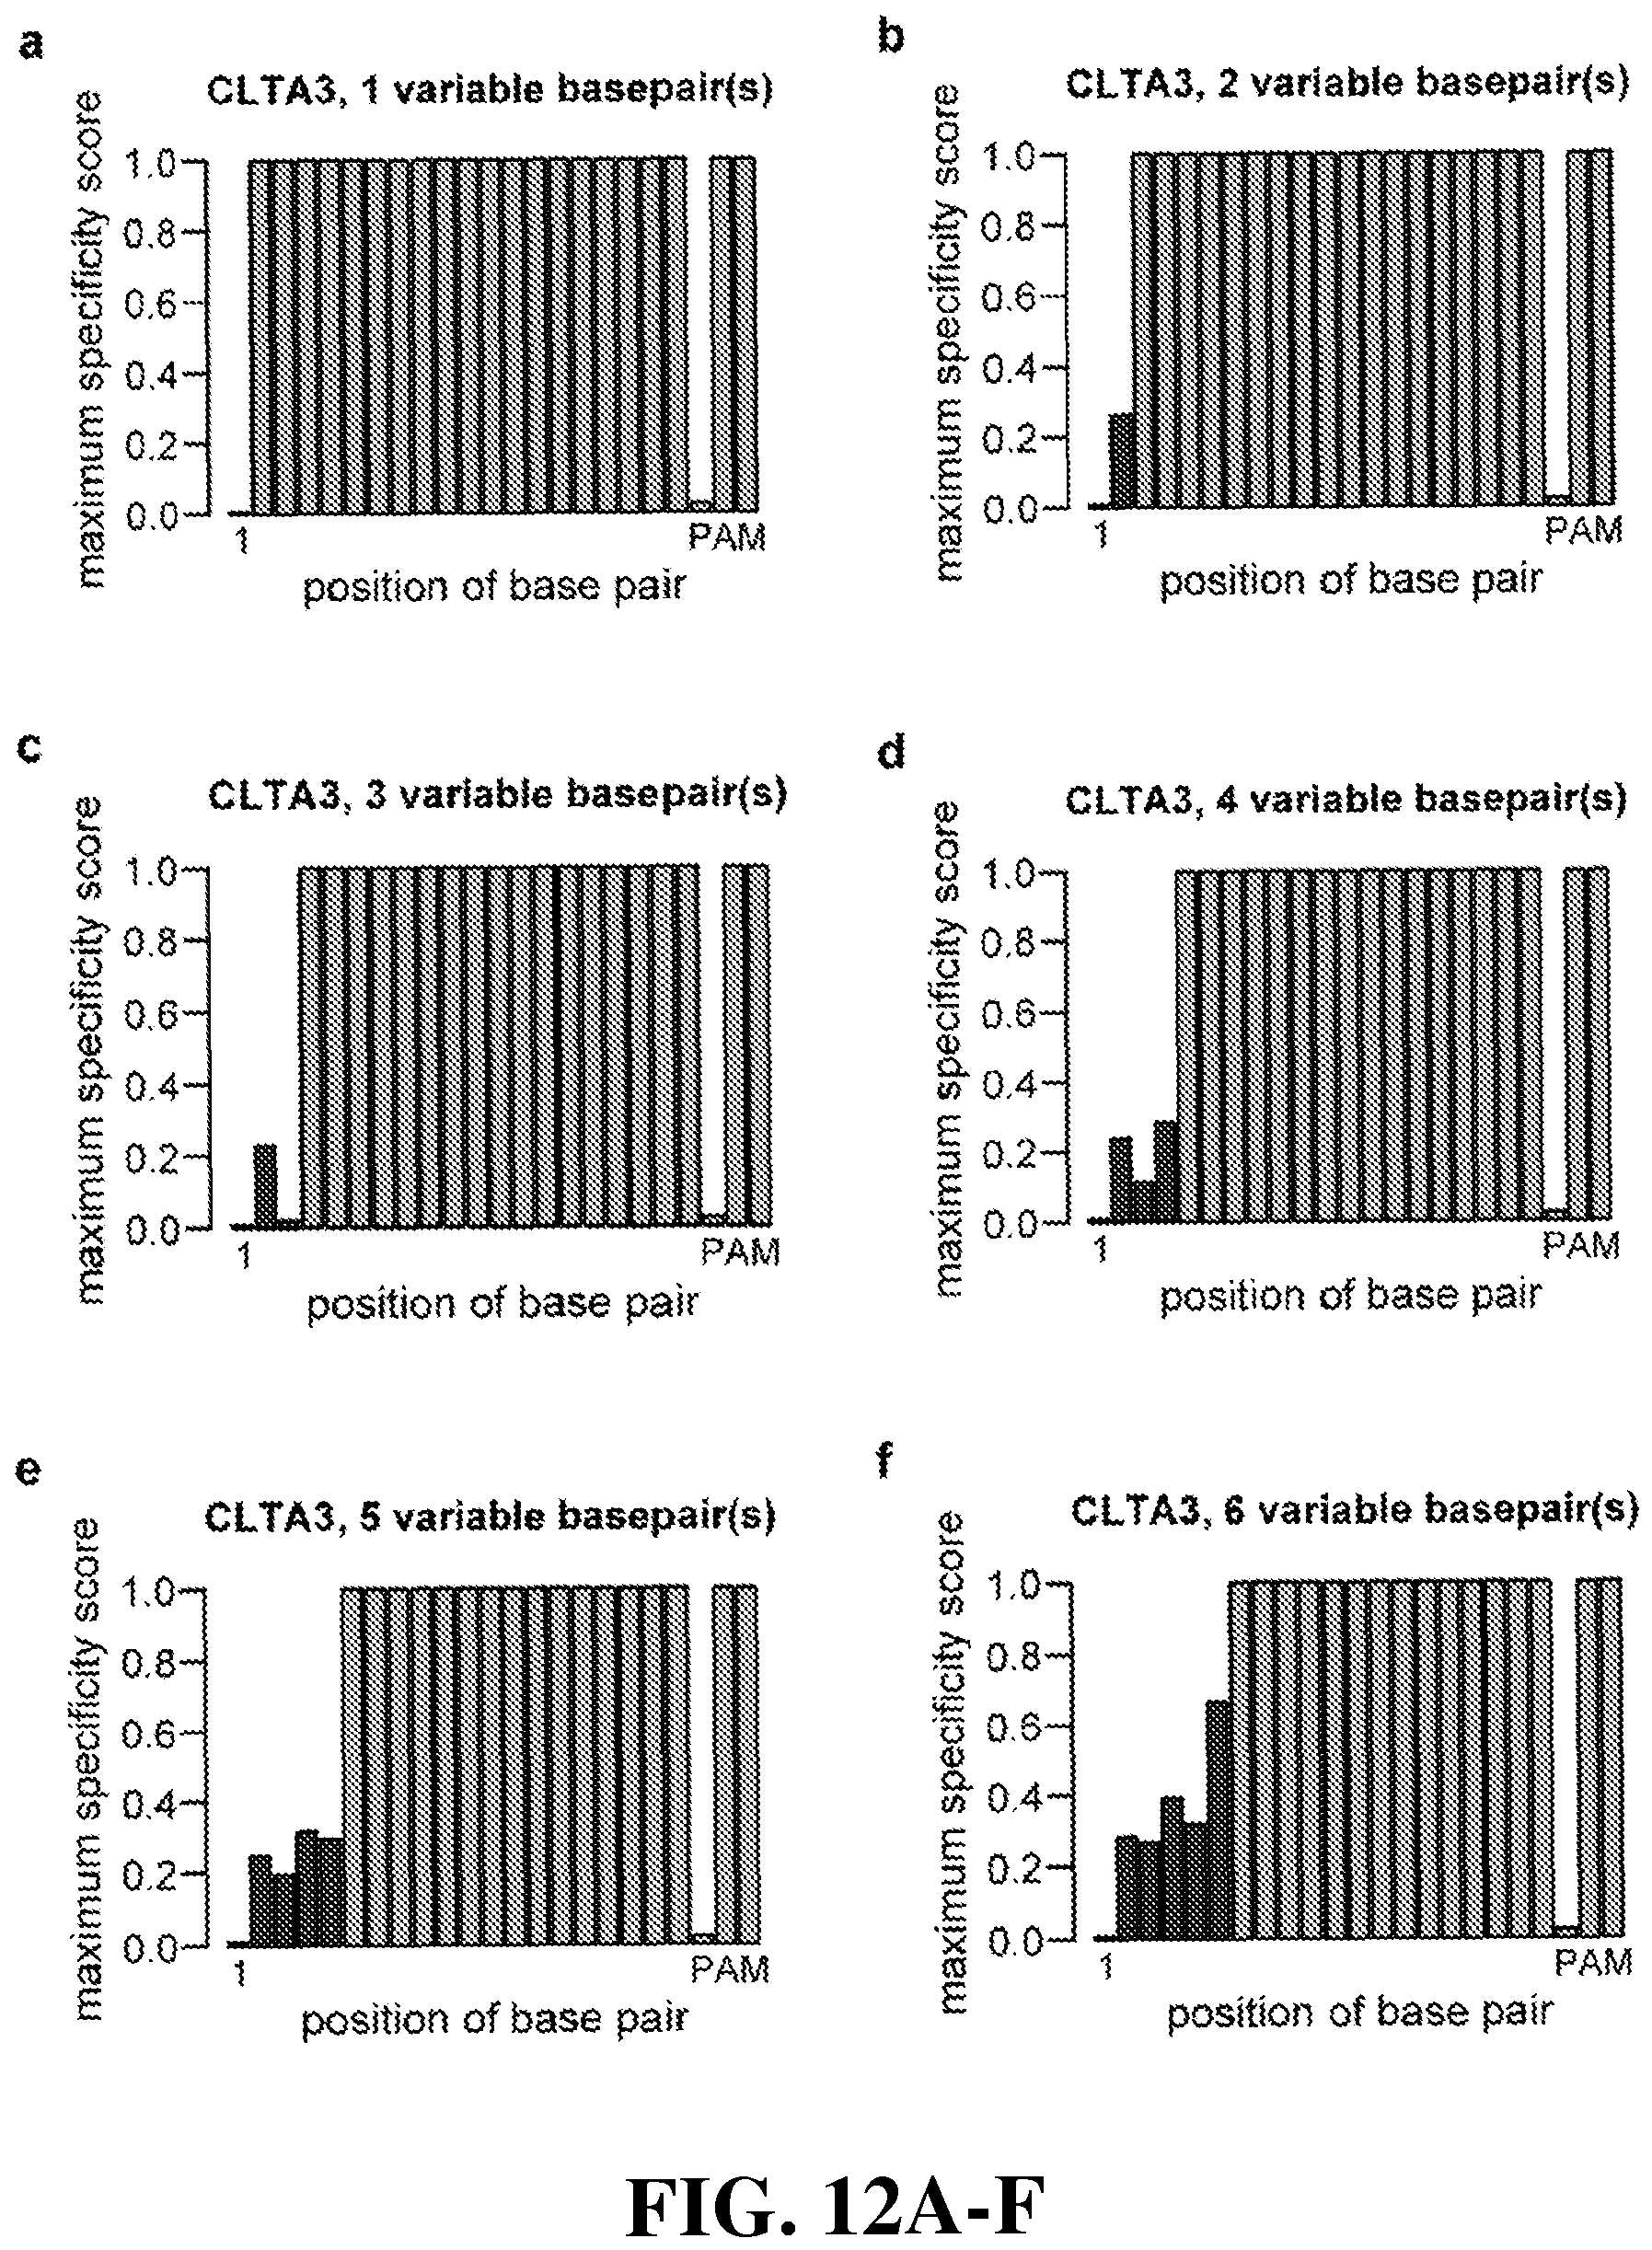 a
CLTA3, 1 variable basepair(s)
maximum specificity score
1.0
0.8
0.6
0.4
0.2
0.0
1
PAM
position of base pair
b
CLTA3, 2 variable basepair(s)
maximum specificity score
1.0
0.8
0.6
0.4
0.2
0.0
1
PAM
position of base pair
c
CLTA3, 3 variable basepair(s)
maximum specificity score
1.0
0.8
0.6
0.4
0.2
0.0
1
PAM
position of base pair
d
CLTA3, 4 variable basepair(s)
maximum specificity score
1.0
0.8
0.6
0.4
0.2
0.0
1
PAM
position of base pair
e
CLTA3, 5 variable basepair(s)
maximum specificity score
1.0
0.8
0.6
0.4
0.2
0.0
1
PAM
position of base pair
f
CLTA3, 6 variable basepair(s)
maximum specificity score
1.0
0.8
0.6
0.4
0.2
0.0
1
PAM
position of base pair
FIG. 12A-F